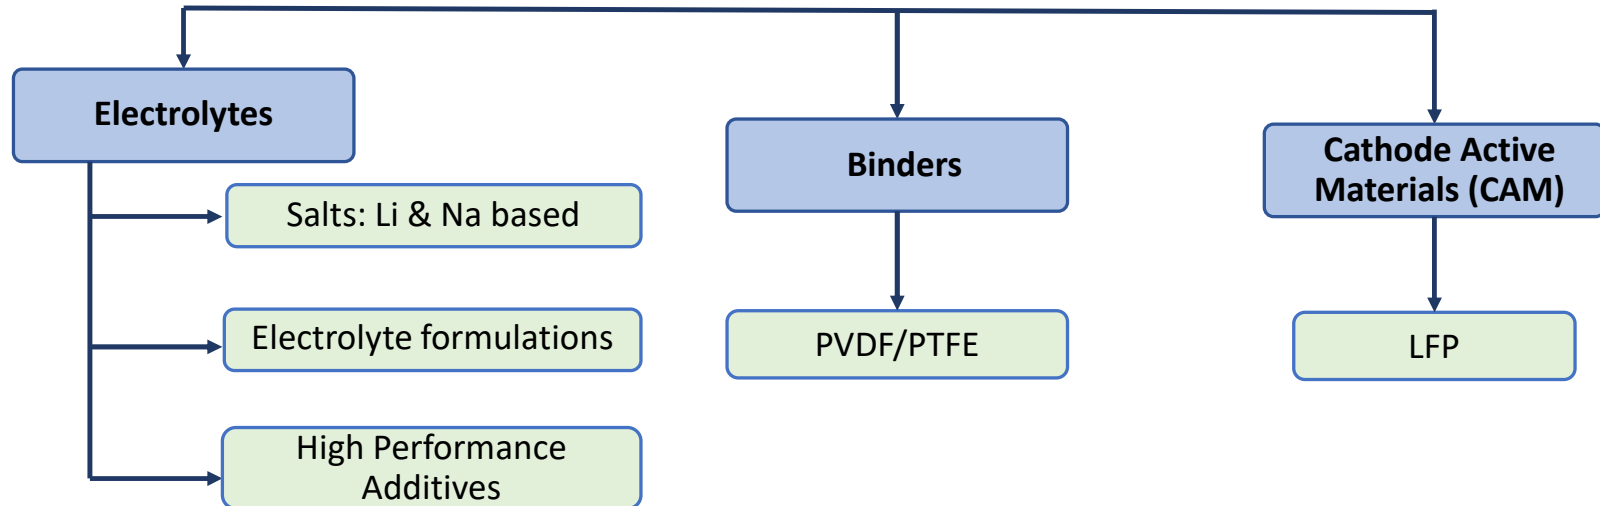 Electrolytes
Salts: Li & Na based
Electrolyte formulations
High Performance
Additives
Binders
PVDF/PTFE
Cathode Active
Materials (CAM)
LFP